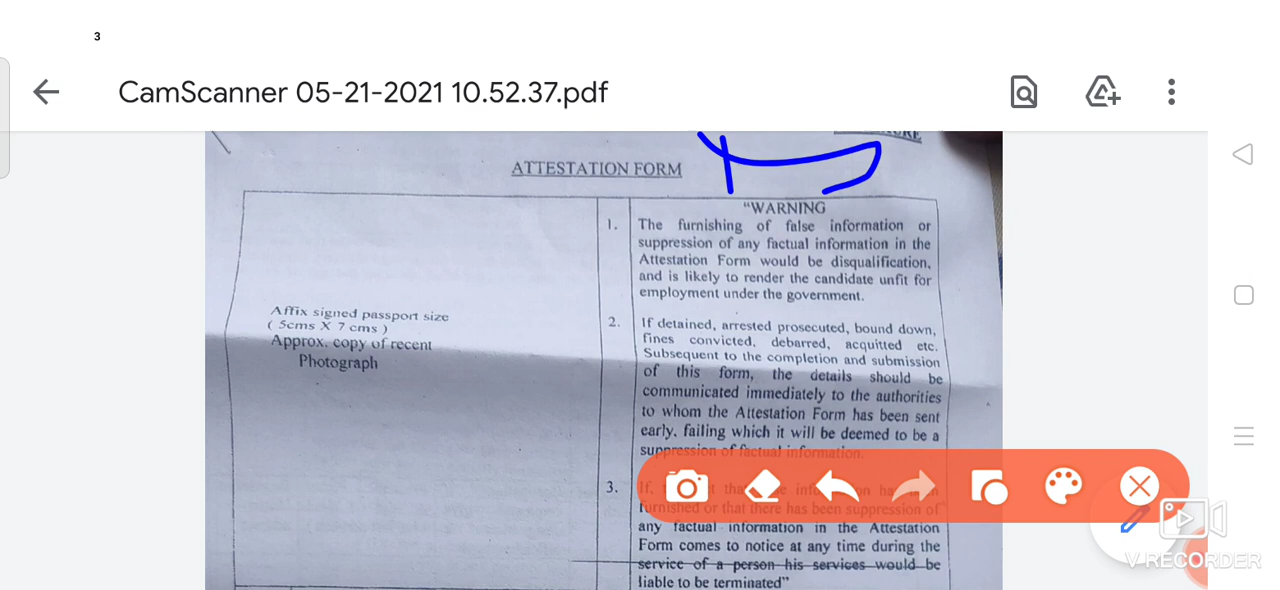 3
CamScanner 05-21-2021 10.52.37.pdf
ATTESTATION FORM
"WARNING
1. The furnishing of false information or
suppression of any factual information in the
Attestation Form would be disqualification,
and is likely to render the candidate unfit for
employment under the government.
Affix signed passport size
( 5cms X 7 cms )
Approx. copy of recent
Photograph
2. If detained, arrested prosecuted, bound down,
fines convicted, debarred, acquitted etc.
Subsequent to the completion and submission
of this form, the details should be
communicated immediately to the authorities
to whom the Attestation Form has been sent
early, failing which it will be deemed to be a
suppression of factual information.
3. If,
furnished or that there has been suppression of
any factual information in the Attestation
Form comes to notice at any time during the
service of a person his services would be
liable to be terminated"
V RECORDER